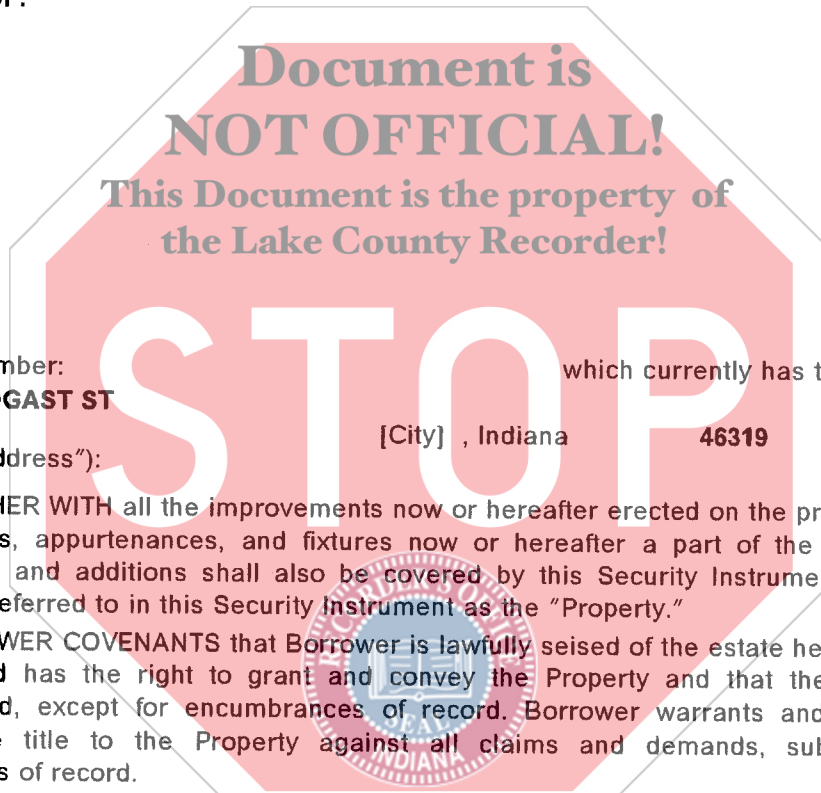 Document is
NOT OFFICIAL!
This Document is the property of
the Lake County Recorder!
STOP
mber: which currently has t
GAST ST
[City] , Indiana 46319
ddress"):
HER WITH all the improvements now or hereafter erected on the pr
s, appurtenances, and fixtures now or hereafter a part of the
and additions shall also be covered by this Security Instrume
eferred to in this Security Instrument as the "Property."
WER COVENANTS that Borrower is lawfully seised of the estate he
d has the right to grant and convey the Property and that the
d, except for encumbrances of record. Borrower warrants and
e title to the Property against all claims and demands, sub
s of record.
RECORDER'S OFFICE
SEAL
INDIANA